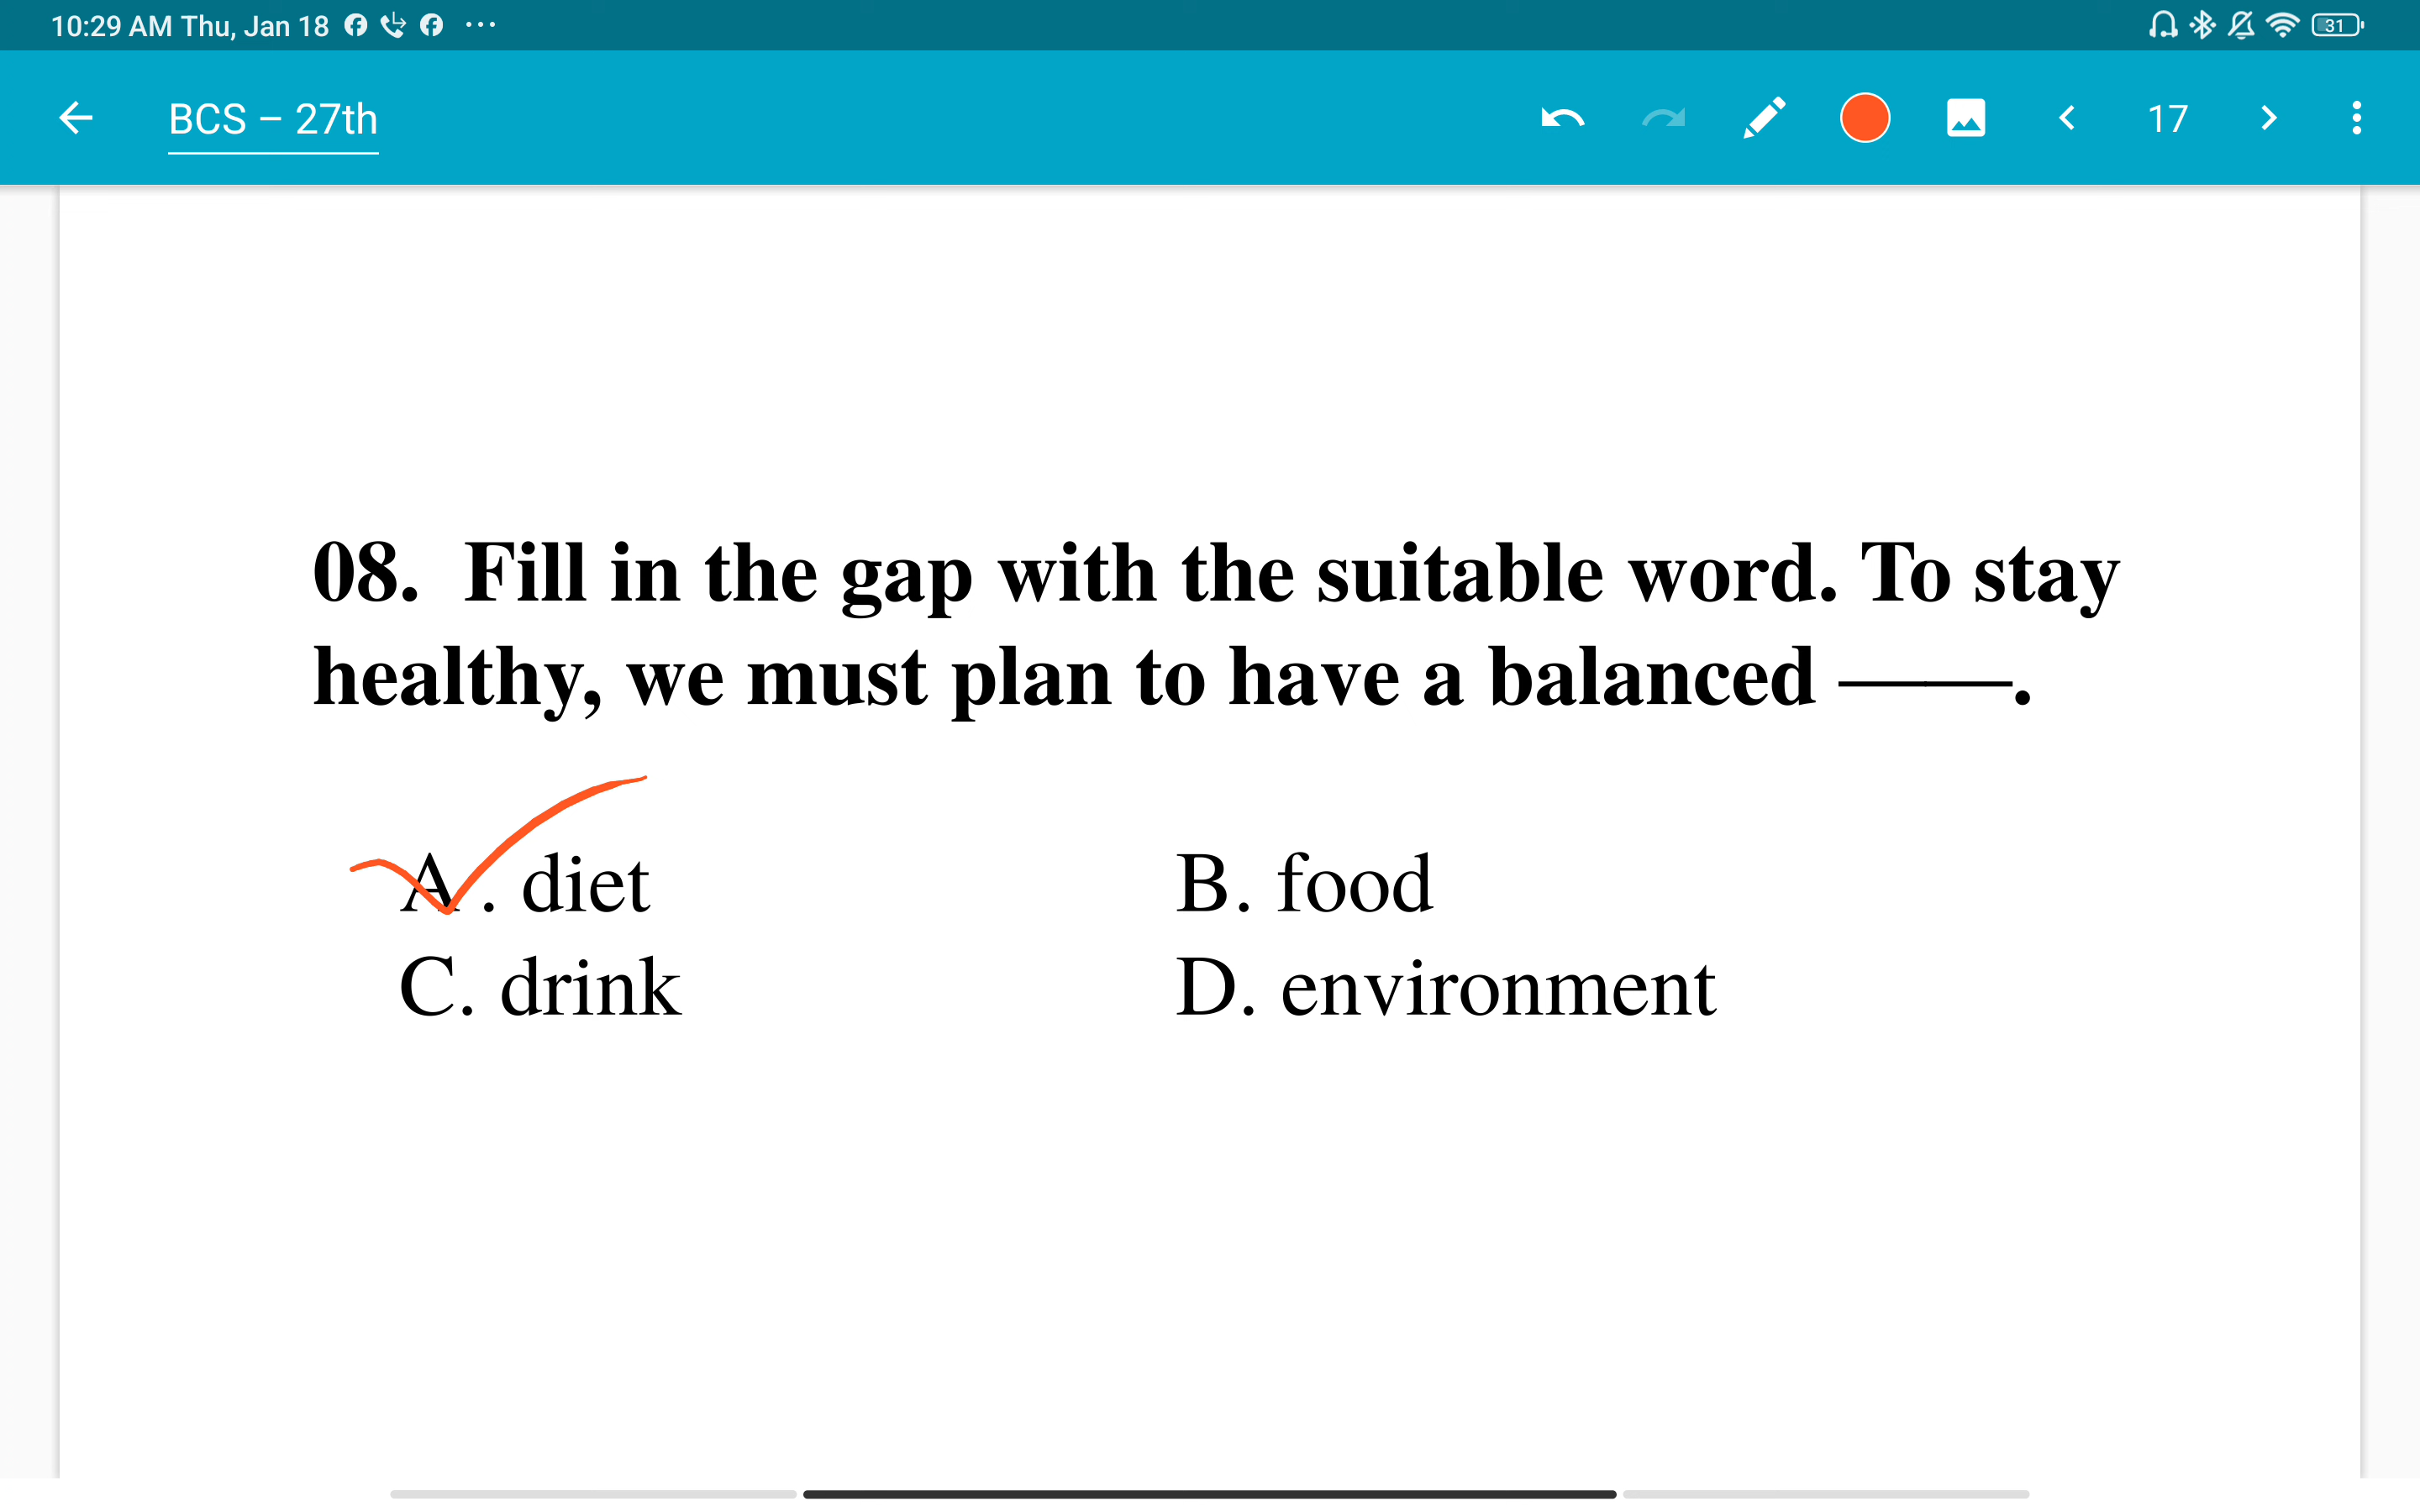 10:29 AM Thu, Jan 18
31
BCS – 27th
17
08. Fill in the gap with the suitable word. To stay
healthy, we must plan to have a balanced ———.
A . diet
B. food
C. drink
D. environment